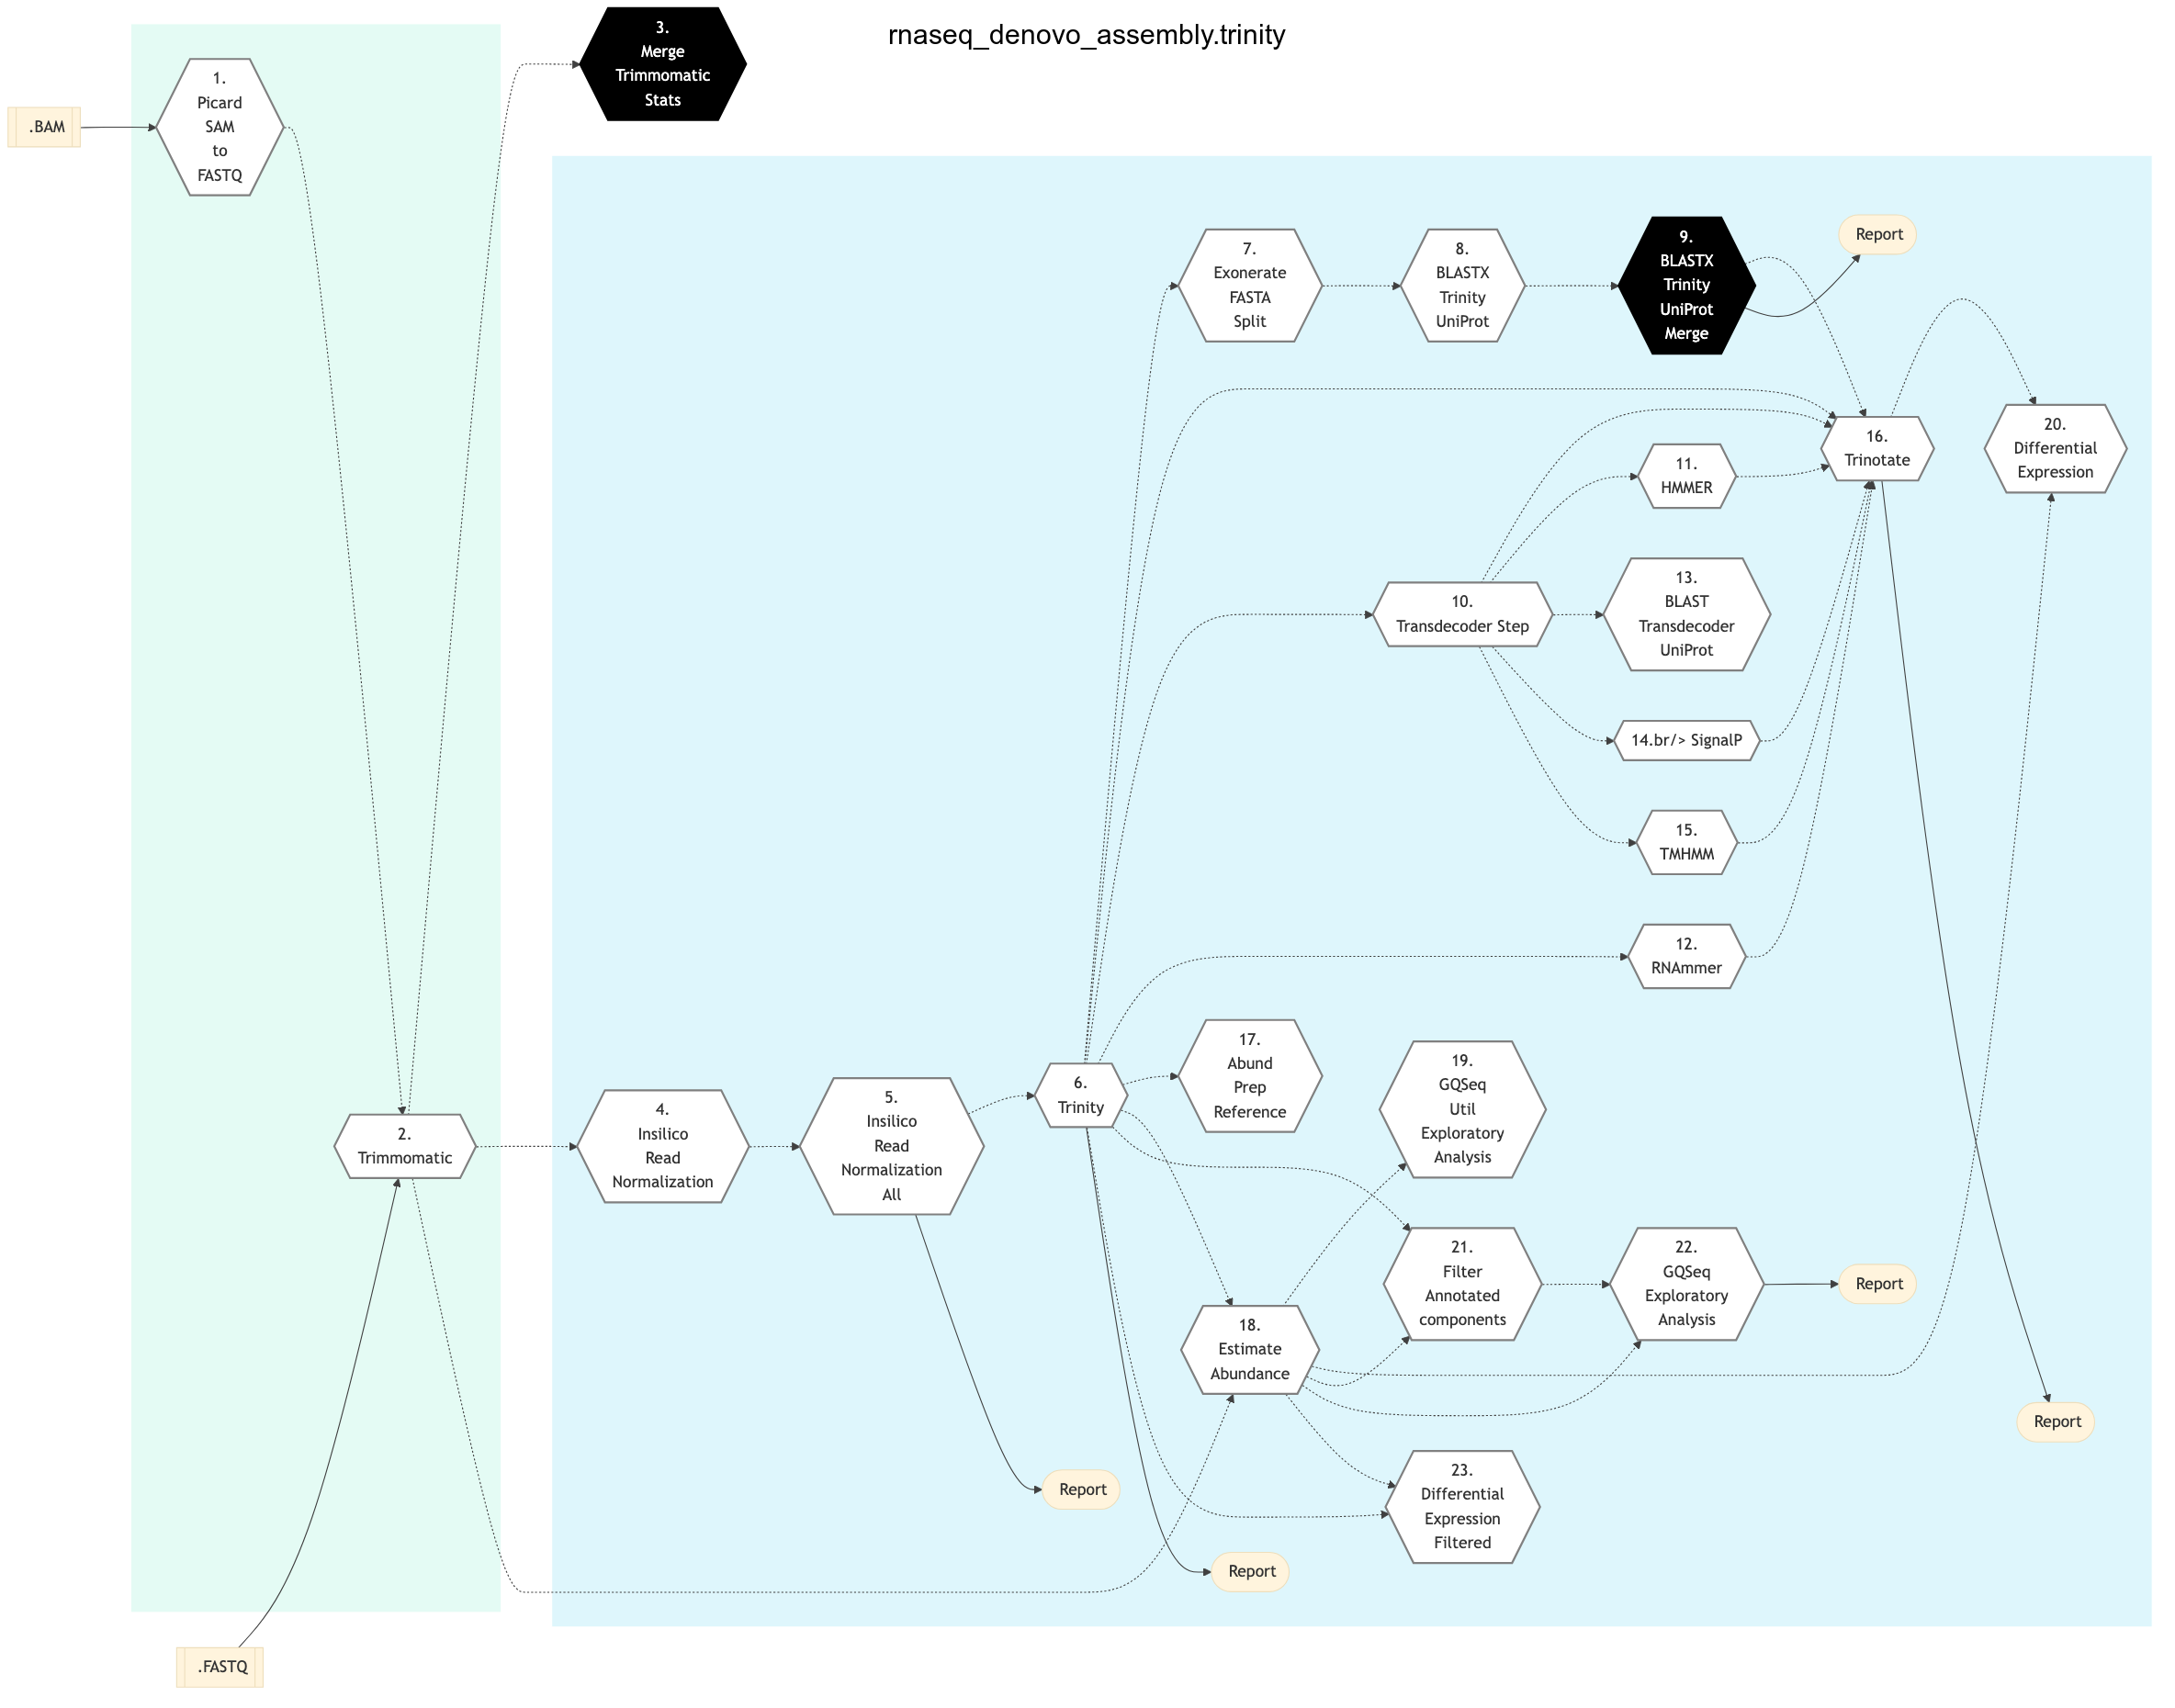 rnaseq_denovo_assembly.trinity
.BAM
1.
Picard
SAM
to
FASTQ
2.
Trimmomatic
.FASTQ
3.
Merge
Trimmomatic
Stats
4.
Insilico
Read
Normalization
5.
Insilico
Read
Normalization
All
Report
6.
Trinity
Report
7.
Exonerate
FASTA
Split
8.
BLASTX
Trinity
UniProt
9.
BLASTX
Trinity
UniProt
Merge
Report
10.
Transdecoder Step
11.
HMMER
13.
BLAST
Transdecoder
UniProt
14.br/> SignalP
15.
TMHMM
12.
RNAmmer
16.
Trinotate
20.
Differential
Expression
17.
Abund
Prep
Reference
18.
Estimate
Abundance
19.
GQSeq
Util
Exploratory
Analysis
21.
Filter
Annotated
components
22.
GQSeq
Exploratory
Analysis
Report
Report
23.
Differential
Expression
Filtered